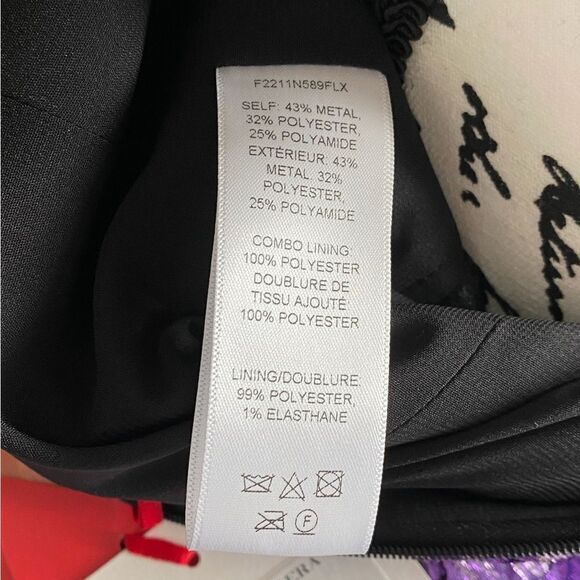 F2211N589FLX
SELF: 43% METAL,
32% POLYESTER,
25% POLYAMIDE
EXTÉRIEUR: 43%
METAL. 32%
POLYESTER,
25% POLYAMIDE
COMBO LINING:
100% POLYESTER
DOUBLURE DE
TISSU AJOUTÉ:
100% POLYESTER
LINING/DOUBLURE:
99% POLYESTER,
1% ELASTHANE
F